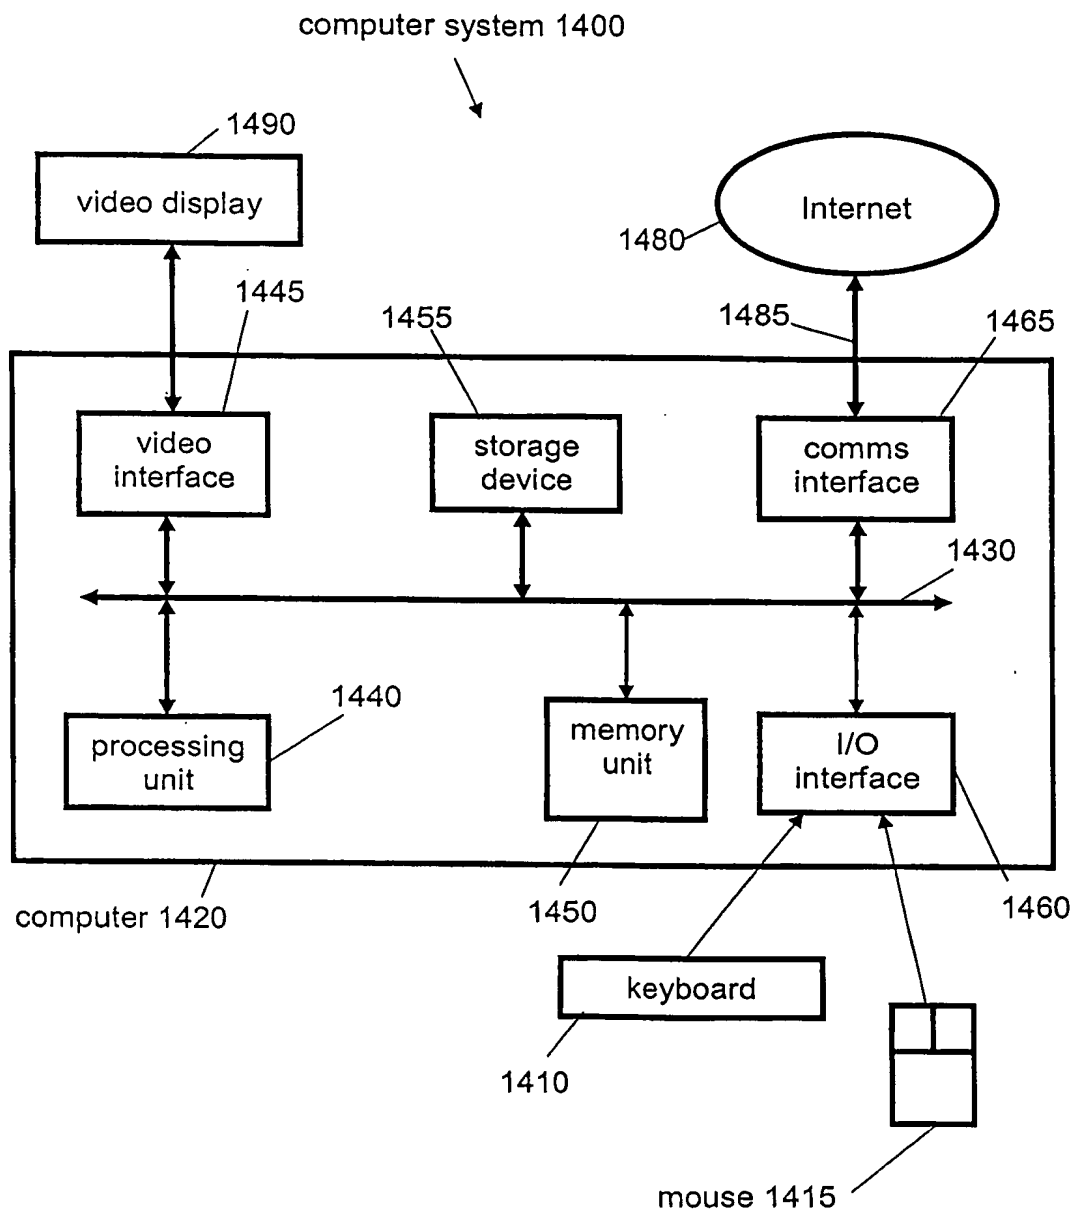 computer system 1400
1490
video display
Internet
1480
1445
1455
1485
1465
video
interface
storage
device
comms
interface
1430
1440
processing
unit
memory
unit
I/O
interface
computer 1420
1450
1460
keyboard
1410
mouse 1415